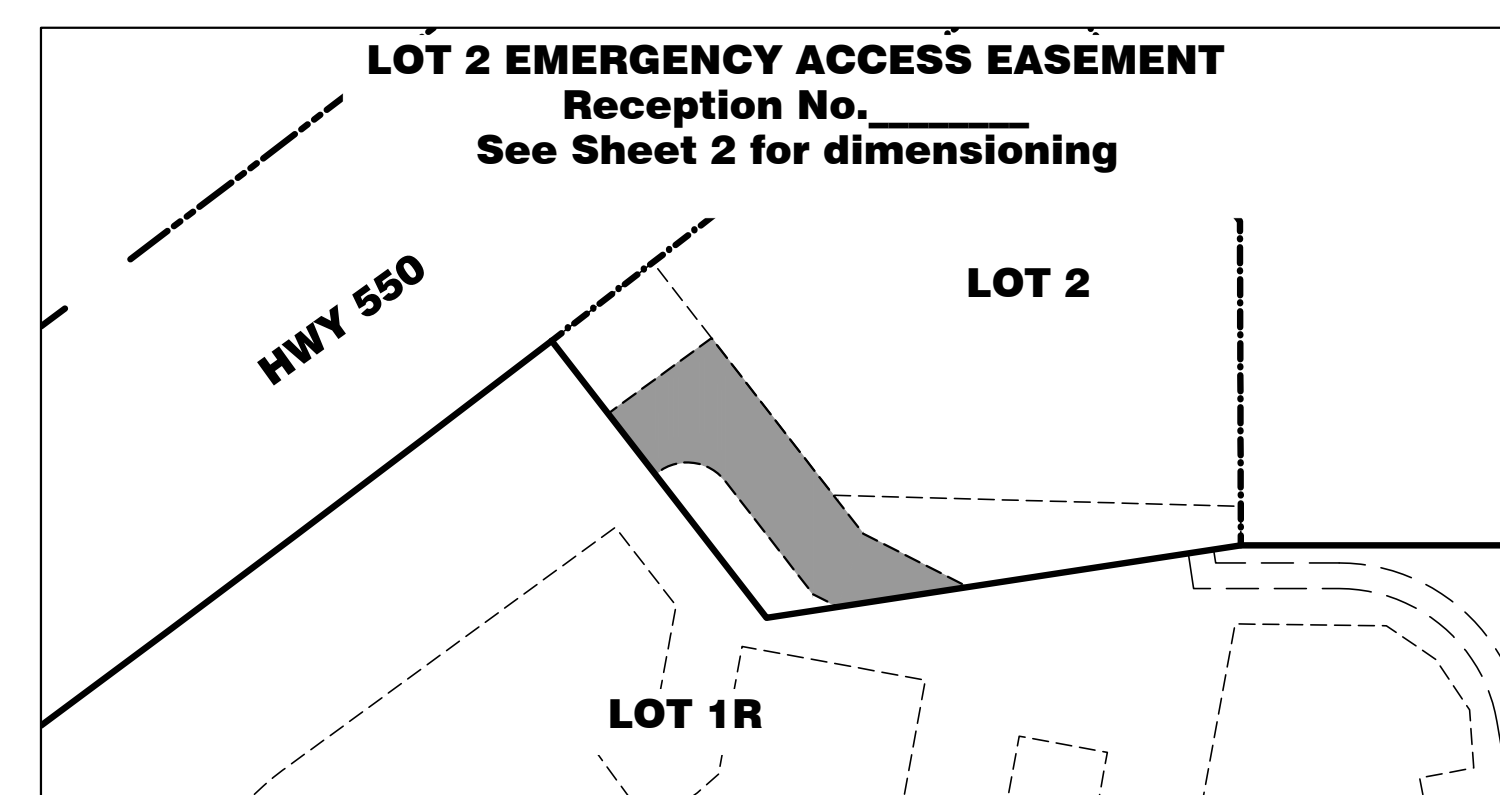 LOT 2 EMERGENCY ACCESS EASEMENT
Reception No.________
See Sheet 2 for dimensioning
HWY 550
LOT 2
LOT 1R